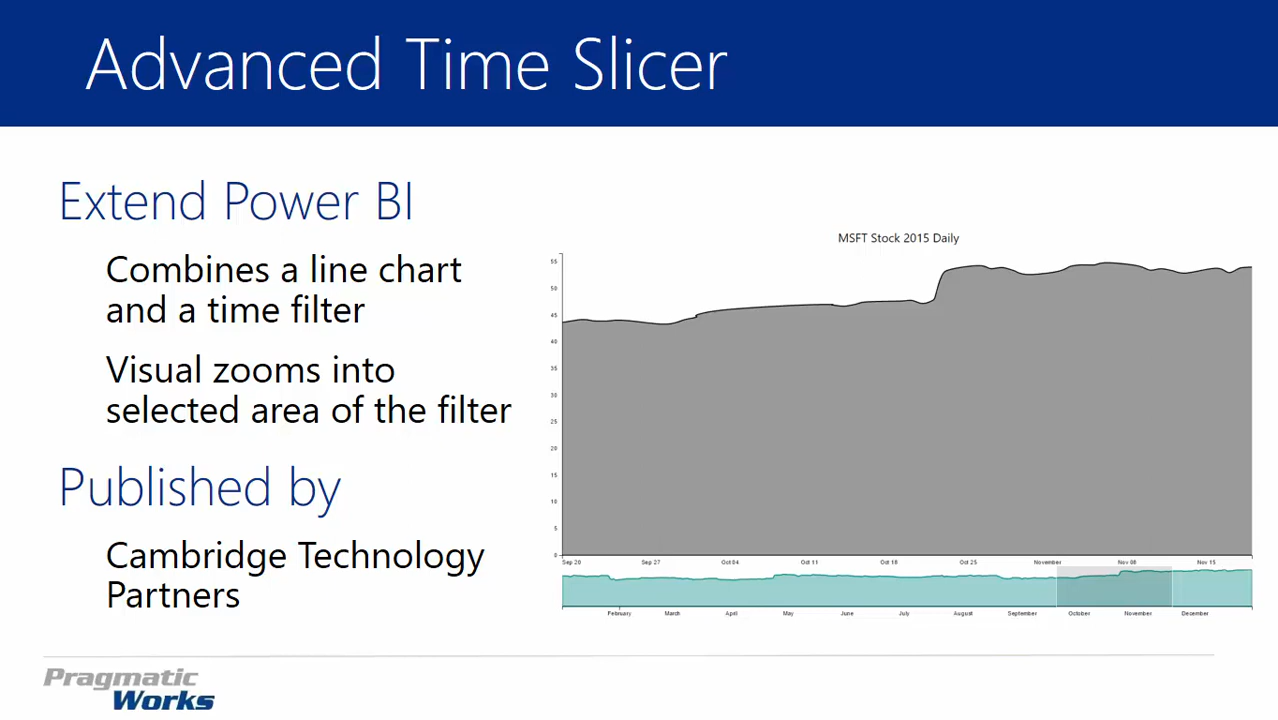 Advanced Time Slicer
Extend Power BI
Combines a line chart
and a time filter
Visual zooms into
selected area of the filter
Published by
Cambridge Technology
Partners
MSFT Stock 2015 Daily
55
50
45
40
35
30
25
20
15
10
5
0
Sep 20 Sep 27 Oct 04 Oct 11 Oct 18 Oct 25 November Nov 08 Nov 15
February March April May June July August September October November December
Pragmatic
Works